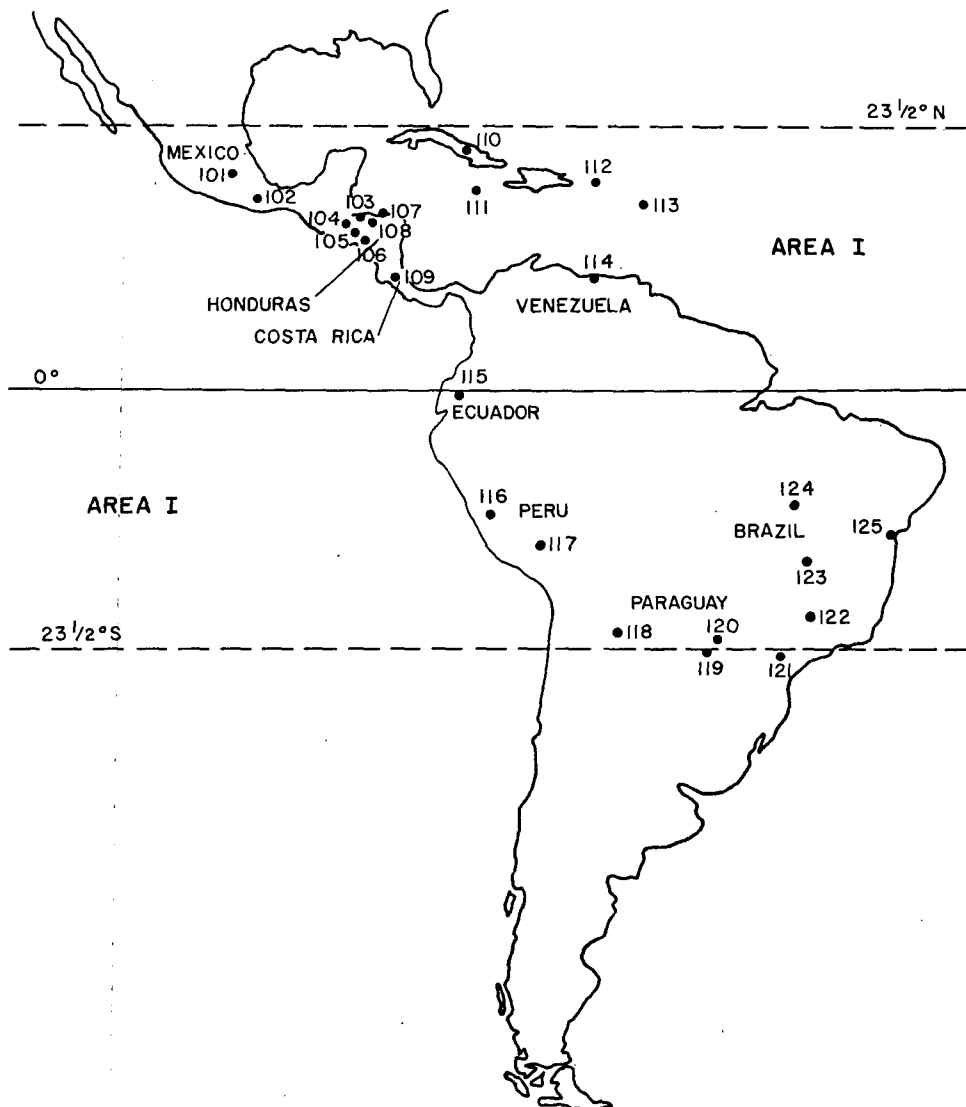 23 1/2° N
110
MEXICO
101
112
102
111
113
103
107
104
108
105
106
AREA I
109
114
HONDURAS
VENEZUELA
COSTA RICA
0°
115
ECUADOR
AREA I
116
PERU
124
117
BRAZIL
125
123
PARAGUAY
122
23 1/2° S
118
120
119
121